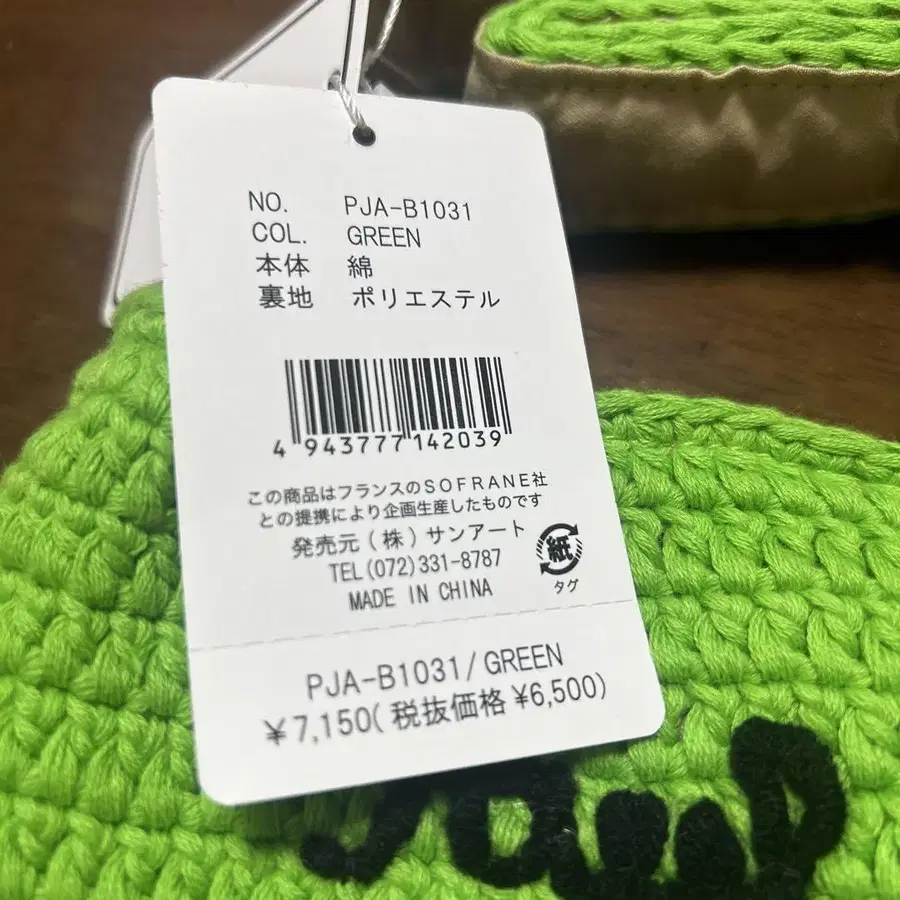 NO. PJA-B1031
COL. GREEN
本体 綿
裏地 ポリエステル
4 943777 142039
この商品はフランスのSOFRANE社
との提携により企画生産したものです
発売元(株)サンアート
TEL(072)331-8787
MADE IN CHINA
紙
タグ
PJA-B1031/GREEN
¥7,150(税抜価格¥6,500)